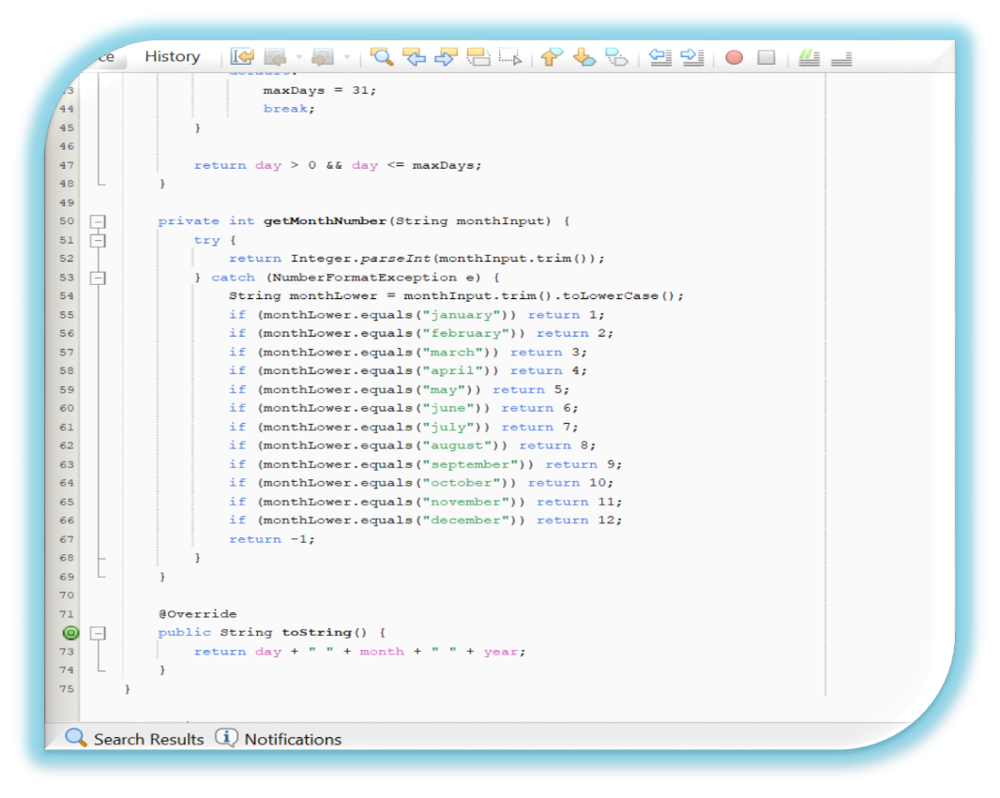 History
maxDays = 31;
44 break;
45 }
46
47 return day > 0 && day <= maxDays;
48 }
49
50 private int getMonthNumber(String monthInput) {
51 try {
52 return Integer.parseInt(monthInput.trim());
53 } catch (NumberFormatException e) {
54 String monthLower = monthInput.trim().toLowerCase();
55 if (monthLower.equals("january")) return 1;
56 if (monthLower.equals("february")) return 2;
57 if (monthLower.equals("march")) return 3;
58 if (monthLower.equals("april")) return 4;
59 if (monthLower.equals("may")) return 5;
60 if (monthLower.equals("june")) return 6;
61 if (monthLower.equals("july")) return 7;
62 if (monthLower.equals("august")) return 8;
63 if (monthLower.equals("september")) return 9;
64 if (monthLower.equals("october")) return 10;
65 if (monthLower.equals("november")) return 11;
66 if (monthLower.equals("december")) return 12;
67 return -1;
68 }
69 }
70
71 @Override
public String toString() {
73 return day + " " + month + " " + year;
74 }
75 }
Search Results Notifications